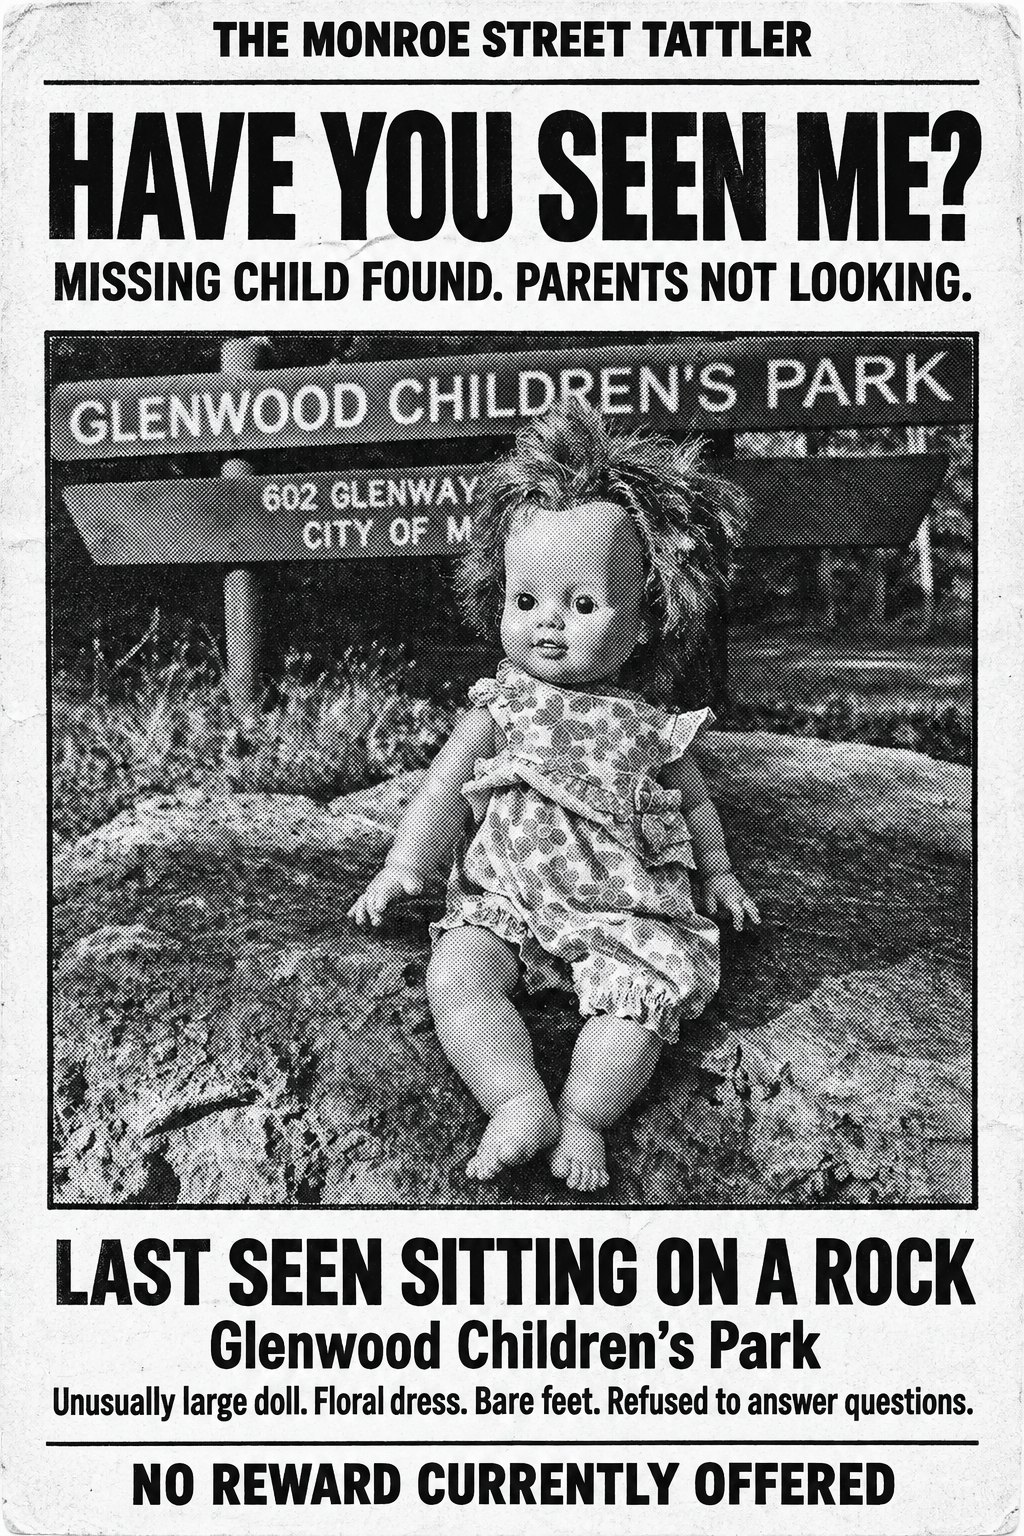 THE MONROE STREET TATTLER
HAVE YOU SEEN ME?
MISSING CHILD FOUND. PARENTS NOT LOOKING.
GLENWOOD CHILDREN'S PARK
602 GLENWAY
CITY OF M
LAST SEEN SITTING ON A ROCK
Glenwood Children's Park
Unusually large doll. Floral dress. Bare feet. Refused to answer questions.
NO REWARD CURRENTLY OFFERED